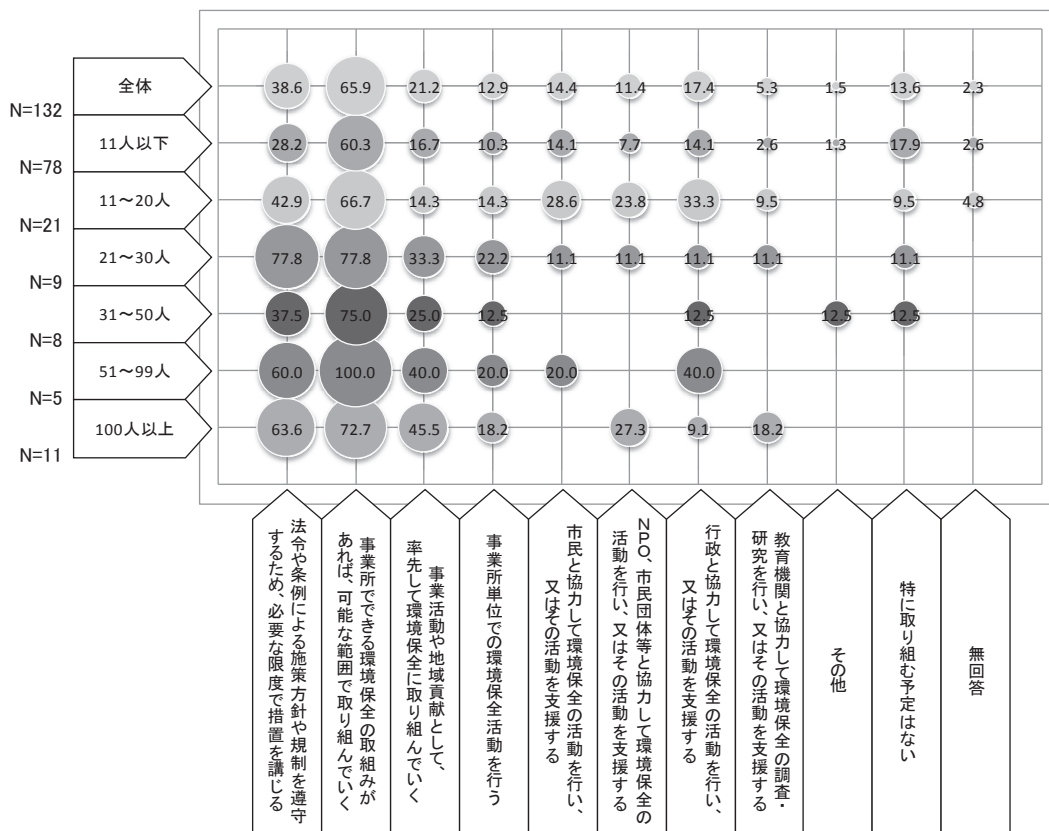 全体
38.6 65.9 21.2 12.9 14.4 11.4 17.4 5.3 1.5 13.6 2.3
N=132
11人以下
28.2 60.3 16.7 10.3 14.1 7.7 14.1 2.6 1.3 17.9 2.6
N=78
11～20人
42.9 66.7 14.3 14.3 28.6 23.8 33.3 9.5 9.5 4.8
N=21
21～30人
77.8 77.8 33.3 22.2 11.1 11.1 11.1 11.1 11.1
N=9
31～50人
37.5 75.0 25.0 12.5 12.5 12.5 12.5
N=8
51～99人
60.0 100.0 40.0 20.0 20.0 40.0
N=5
100人以上
63.6 72.7 45.5 18.2 27.3 9.1 18.2
N=11
法令や条例による施策方針や規制を遵守
するため、必要な限度で措置を講じる
事業所でできる環境保全の取組みが
あれば、可能な範囲で取り組んでいく
事業活動や地域貢献として、
率先して環境保全に取り組んでいく
事業所単位での環境保全活動を行う
市民と協力して環境保全の活動を行い、
又はその活動を支援する
NPO、市民団体等と協力して環境保全の
活動を行い、又はその活動を支援する
行政と協力して環境保全の活動を行い、
又はその活動を支援する
教育機関と協力して環境保全の調査・
研究を行い、又はその活動を支援する
その他
特に取り組む予定はない
無回答